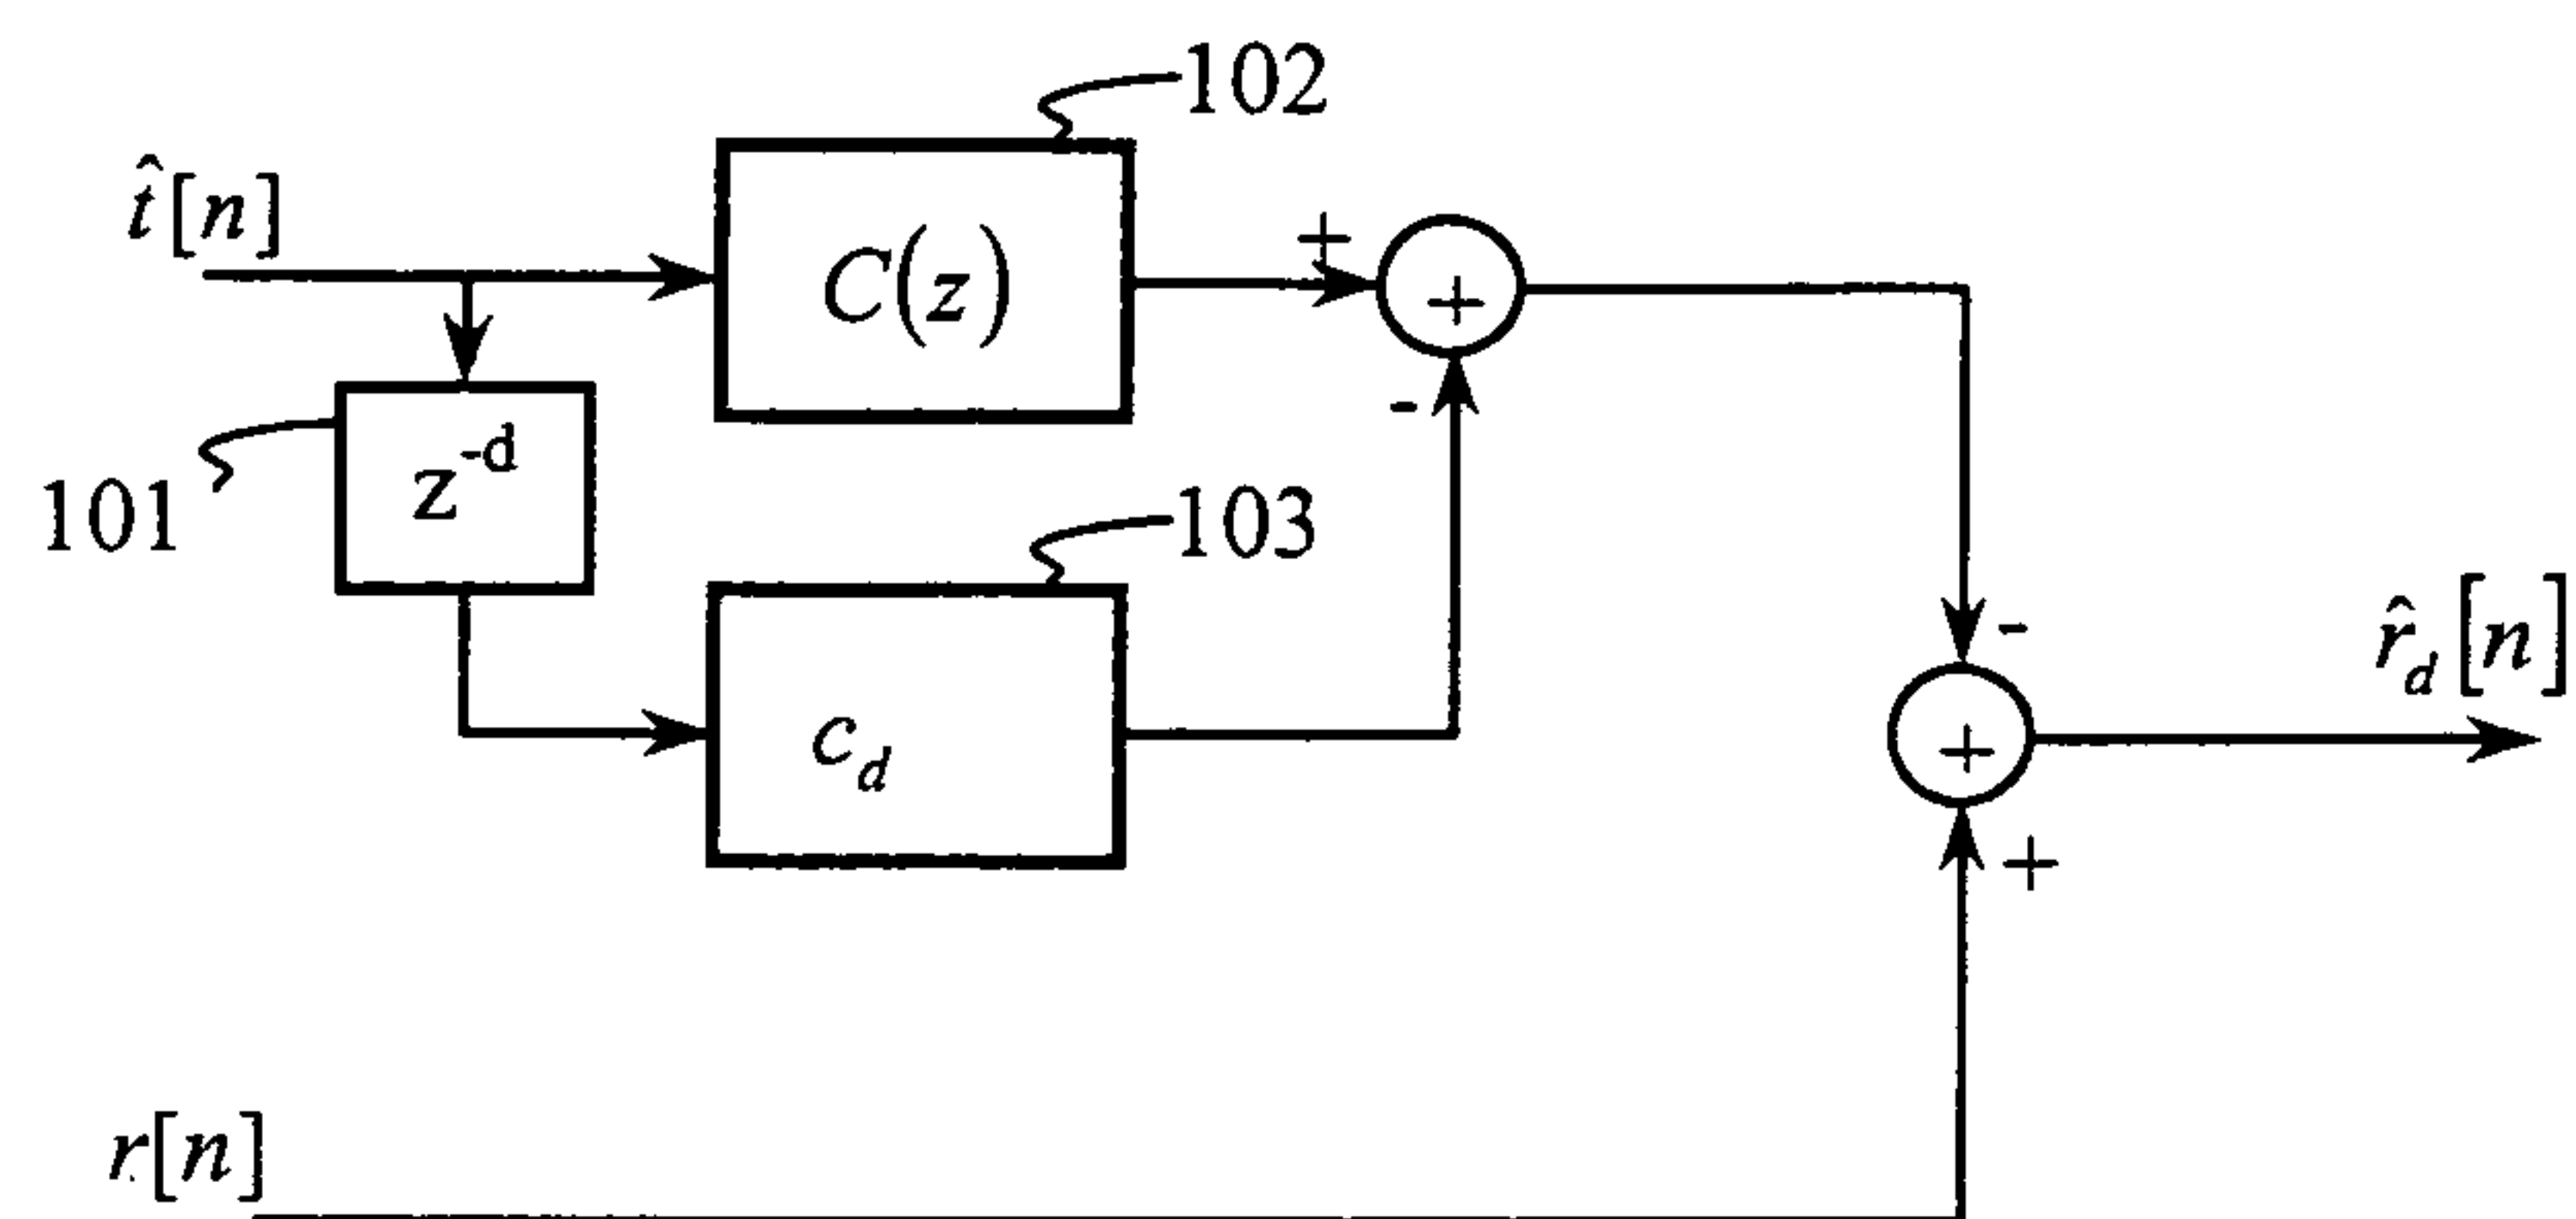 102
t̂[n]
+
C(z)
+
-
z^-d
101
103
-
r̂_d[n]
c_d
+
+
r[n]